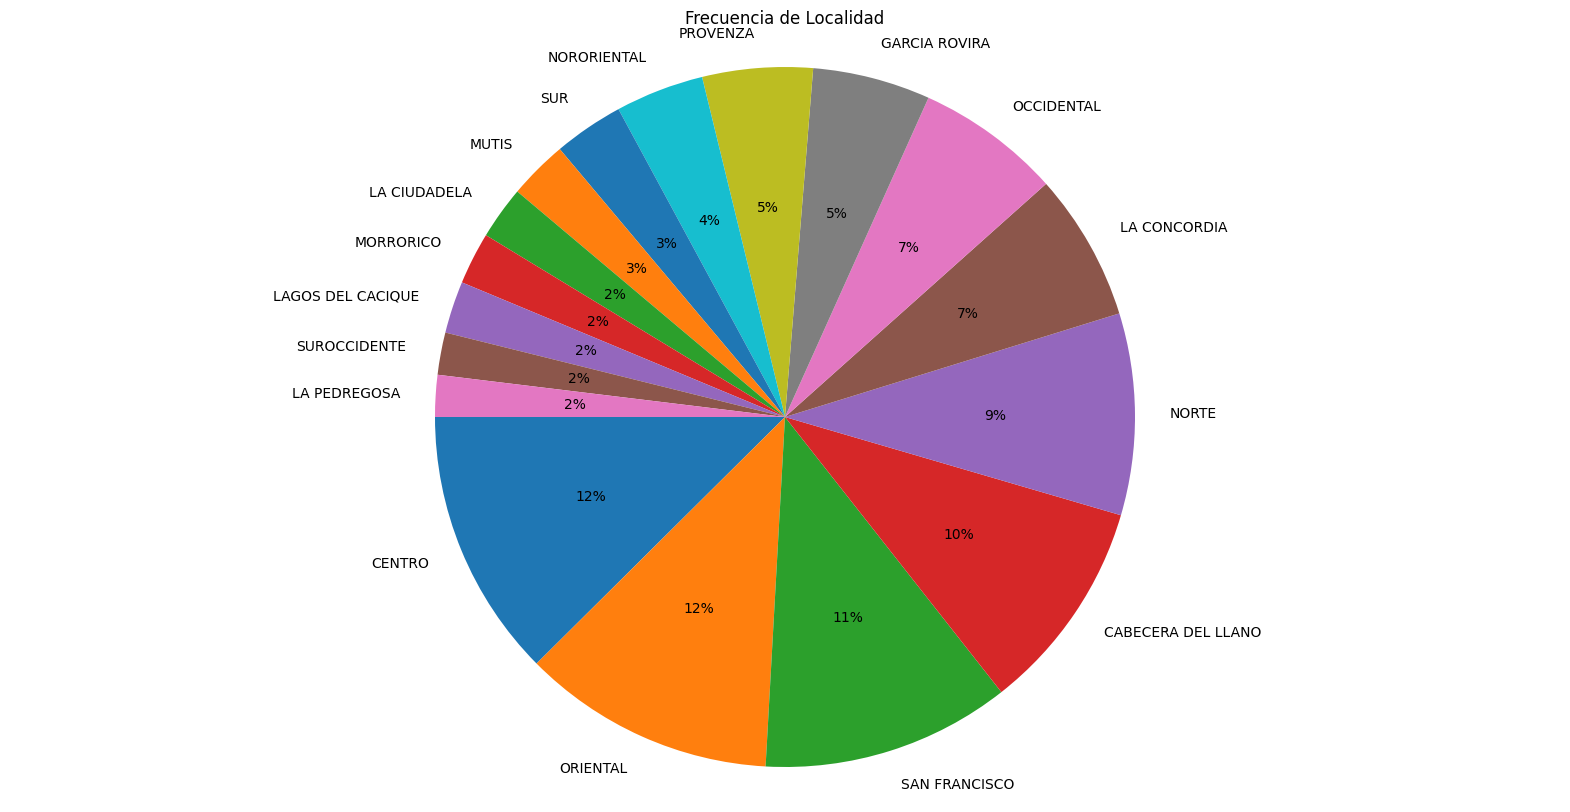 Frecuencia de Localidad
PROVENZA
GARCIA ROVIRA
NORORIENTAL
OCCIDENTAL
SUR
MUTIS
LA CIUDADELA
LA CONCORDIA
MORRORICO
LAGOS DEL CACIQUE
SUROCCIDENTE
LA PEDREGOSA
NORTE
CENTRO
CABECERA DEL LLANO
ORIENTAL
SAN FRANCISCO
5%
5%
4%
3%
7%
3%
2%
7%
2%
2%
2%
2%
9%
12%
10%
12%
11%